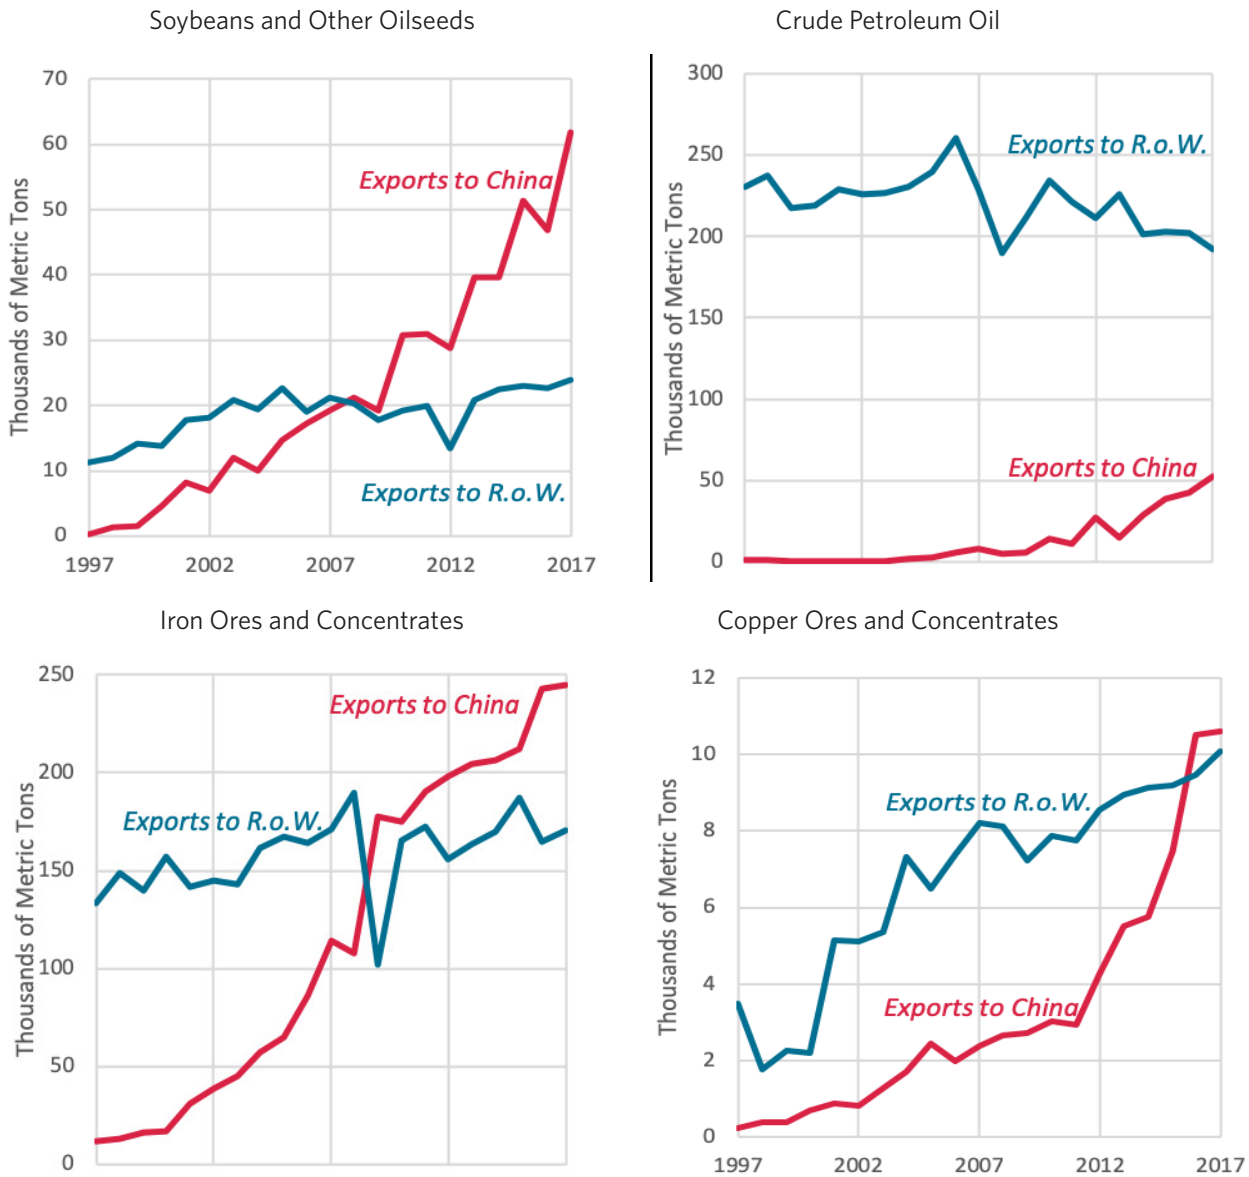 Soybeans and Other Oilseeds
Thousands of Metric Tons
70
60
50
40
30
20
10
0
1997
2002
2007
2012
2017
Exports to China
Exports to R.o.W.
Crude Petroleum Oil
Thousands of Metric Tons
300
250
200
150
100
50
0
Exports to R.o.W.
Exports to China
Iron Ores and Concentrates
Thousands of Metric Tons
250
200
150
100
50
0
Exports to China
Exports to R.o.W.
Copper Ores and Concentrates
Thousands of Metric Tons
12
10
8
6
4
2
0
1997
2002
2007
2012
2017
Exports to R.o.W.
Exports to China